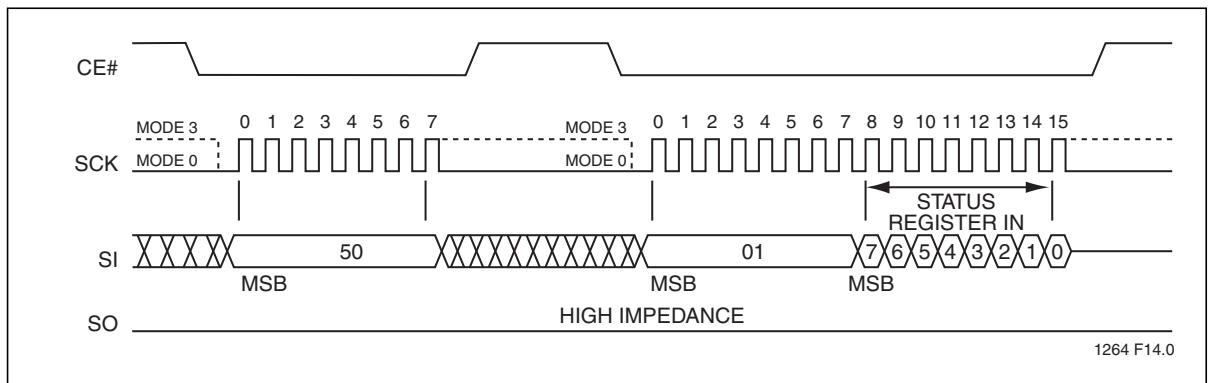 CE#
MODE 3 0 1 2 3 4 5 6 7 MODE 3 0 1 2 3 4 5 6 7 8 9 10 11 12 13 14 15
SCK MODE 0 MODE 0
STATUS
REGISTER IN
SI 50 01 7 6 5 4 3 2 1 0
MSB MSB MSB
HIGH IMPEDANCE
SO
1264 F14.0